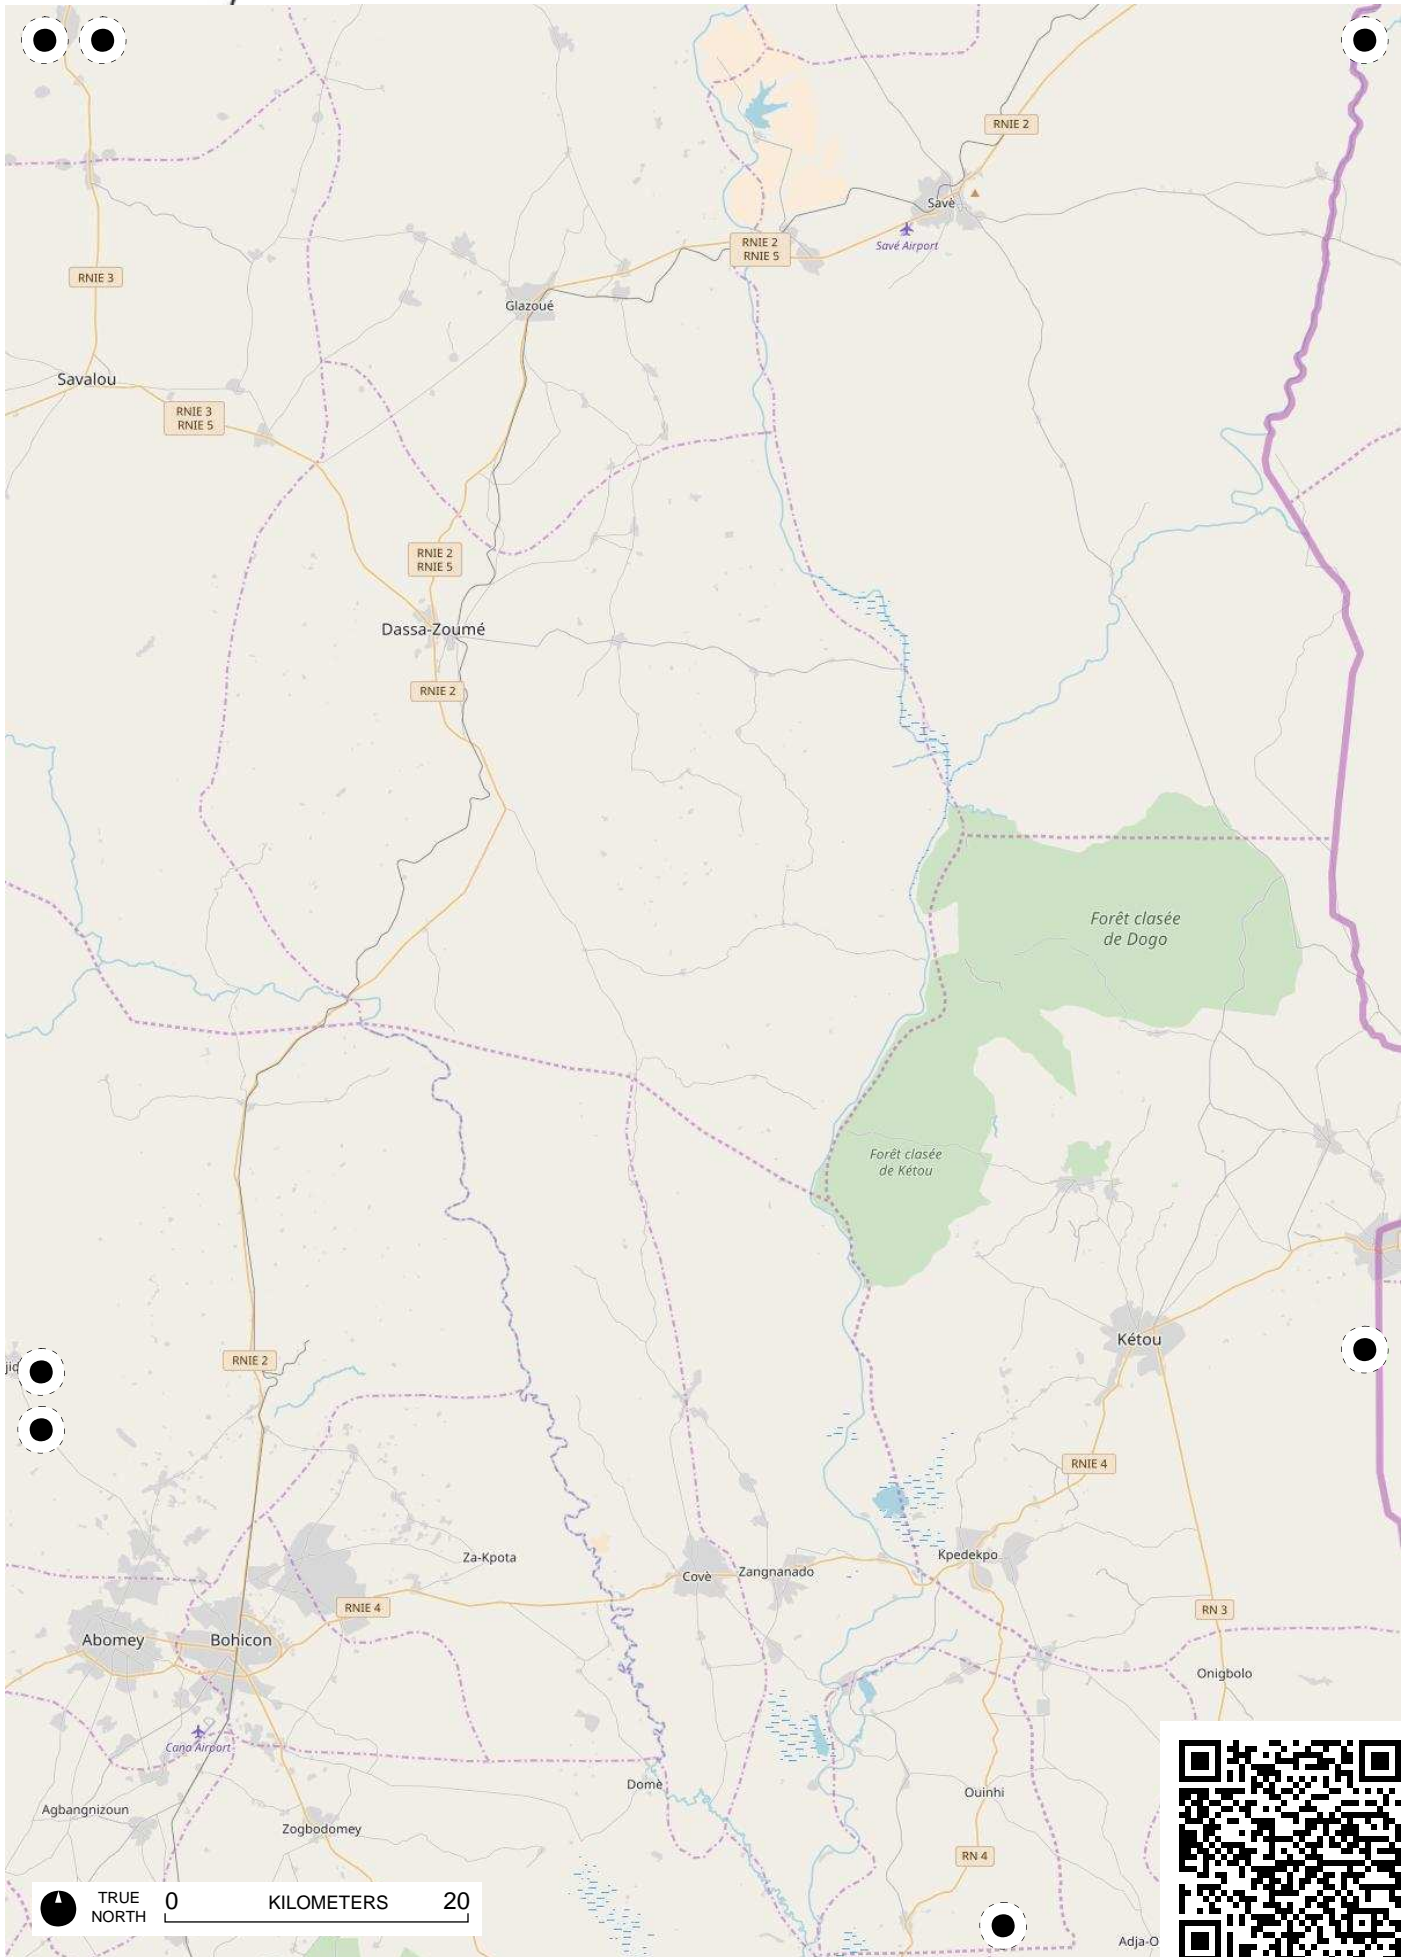 RNIE 2
Savè
Savé Airport
RNIE 2
RNIE 5
RNIE 3
Glazoué
Savalou
RNIE 3
RNIE 5
RNIE 2
RNIE 5
Dassa-Zoumé
RNIE 2
Forêt clasée
de Dogo
Forêt clasée
de Kétou
Kétou
RNIE 2
RNIE 4
Za-Kpota
Kpedekpo
Covè
Zangnanado
RNIE 4
RN 3
Abomey
Bohicon
Onigbolo
Cana Airport
Domè
Ouinhi
Agbangnizoun
Zogbodomey
RN 4
TRUE
NORTH
0
KILOMETERS
20
Adja-O